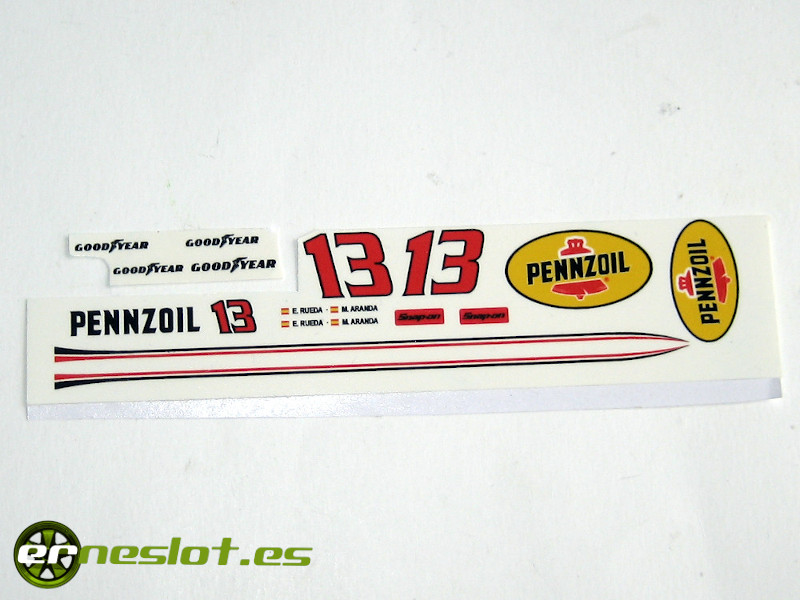 GOODYEAR GOODYEAR
GOODYEAR GOODYEAR
13 13
PENNZOIL
PENNZOIL
PENNZOIL 13
E. RUEDA - M. ARANDA
E. RUEDA - M. ARANDA
Snap-on Snap-on
erneslot.es